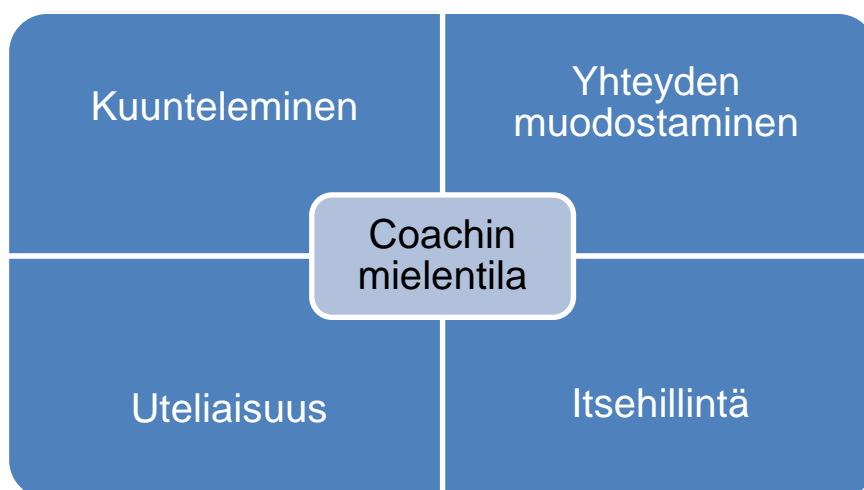 Kuunteleminen
Yhteyden
muodostaminen
Coachin
mielentila
Uteliaisuus
Itsehillintä